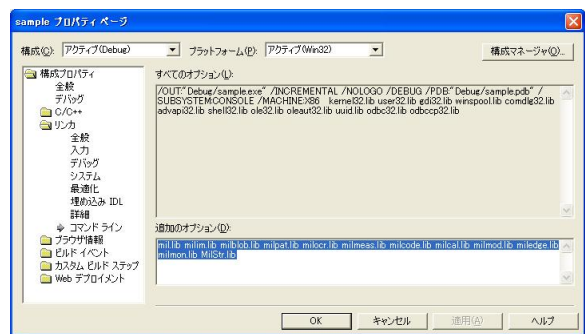 sample プロパティ ページ
構成(C): アクティブ(Debug) プラットフォーム(P): アクティブ(Win32) 構成マネージャ(O)...
構成プロパティ
全般
デバッグ
C/C++
リンカ
全般
入力
デバッグ
システム
最適化
埋め込み IDL
詳細
コマンド ライン
ブラウザ情報
ビルド イベント
カスタム ビルド ステップ
Web デプロイメント
すべてのオプション(L):
/OUT:"Debug/sample.exe" /INCREMENTAL /NOLOGO /DEBUG /PDB:"Debug/sample.pdb" /
SUBSYSTEM:CONSOLE /MACHINE:X86 kernel32.lib user32.lib gdi32.lib winspool.lib comdlg32.lib
advapi32.lib shell32.lib ole32.lib oleaut32.lib uuid.lib odbc32.lib odbccp32.lib
追加のオプション(D):
mil.lib milim.lib milblob.lib milpat.lib milocr.lib milmeas.lib milcode.lib milcal.lib milmod.lib miledge.lib
milmon.lib MilStr.lib
OK キャンセル 適用(A) ヘルプ